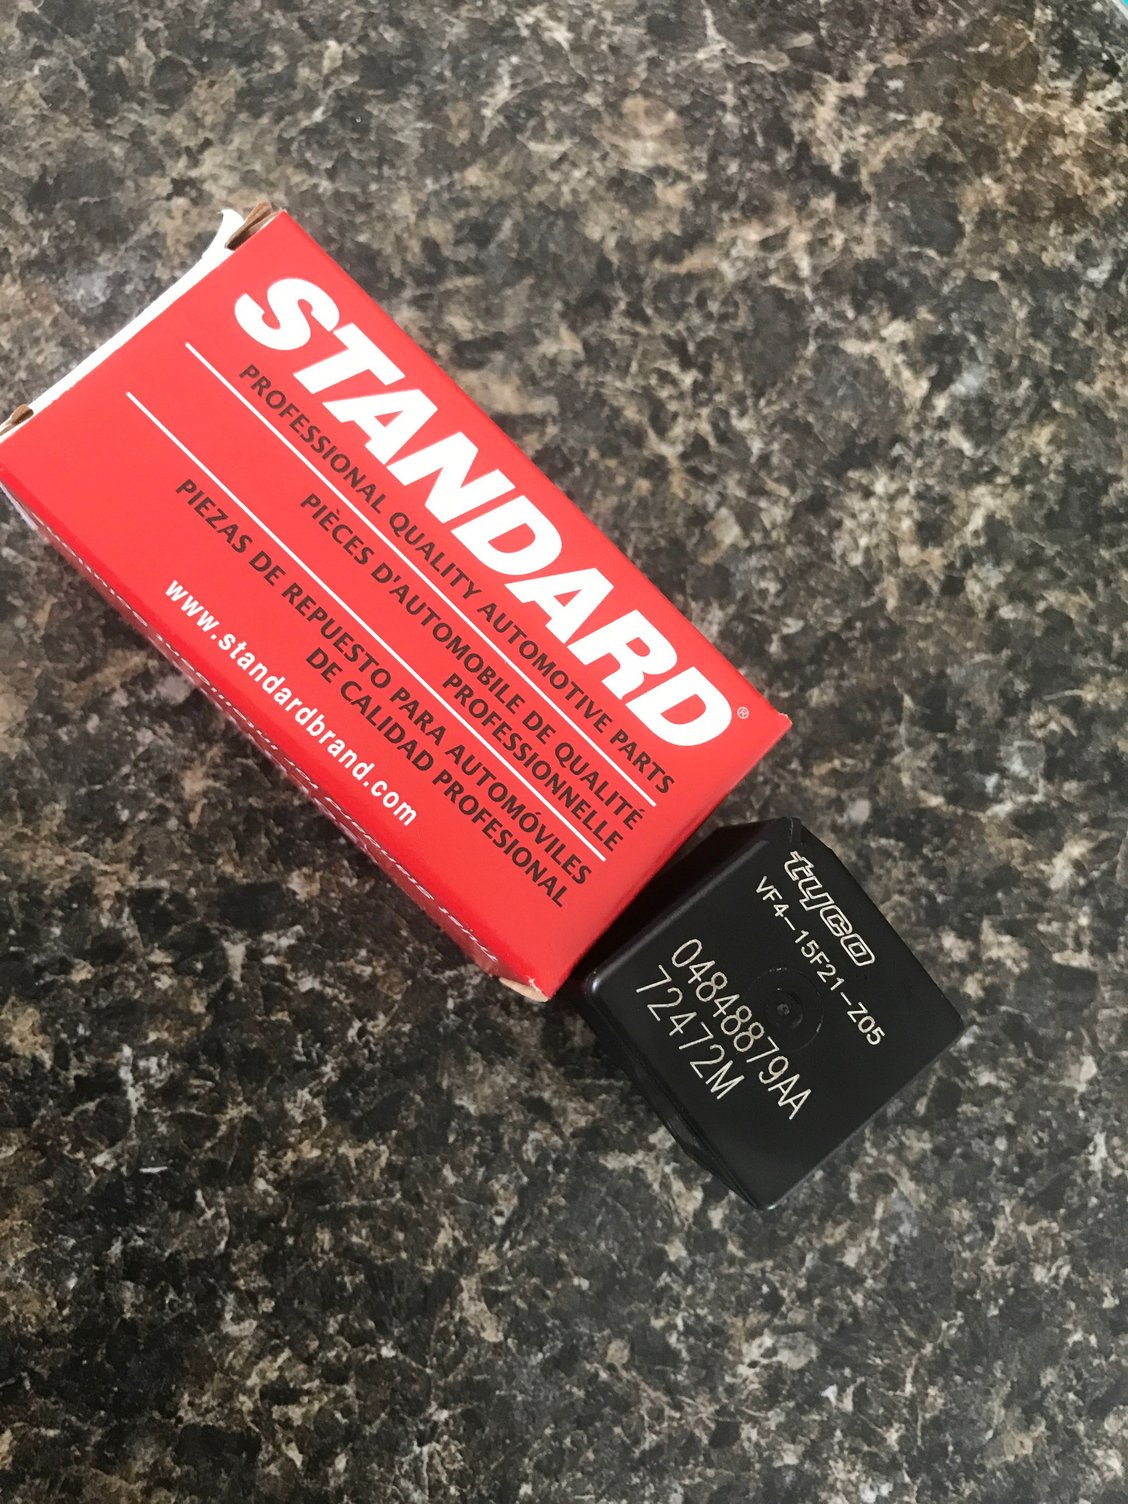 STANDARD®
PROFESSIONAL QUALITY AUTOMOTIVE PARTS
PIÈCES D'AUTOMOBILE DE QUALITÉ
PROFESSIONNELLE
PIEZAS DE REPUESTO PARA AUTOMÓVILES
DE CALIDAD PROFESIONAL
www.standardbrand.com
tyco
VF4-15F21-Z05
04848879AA
72472M